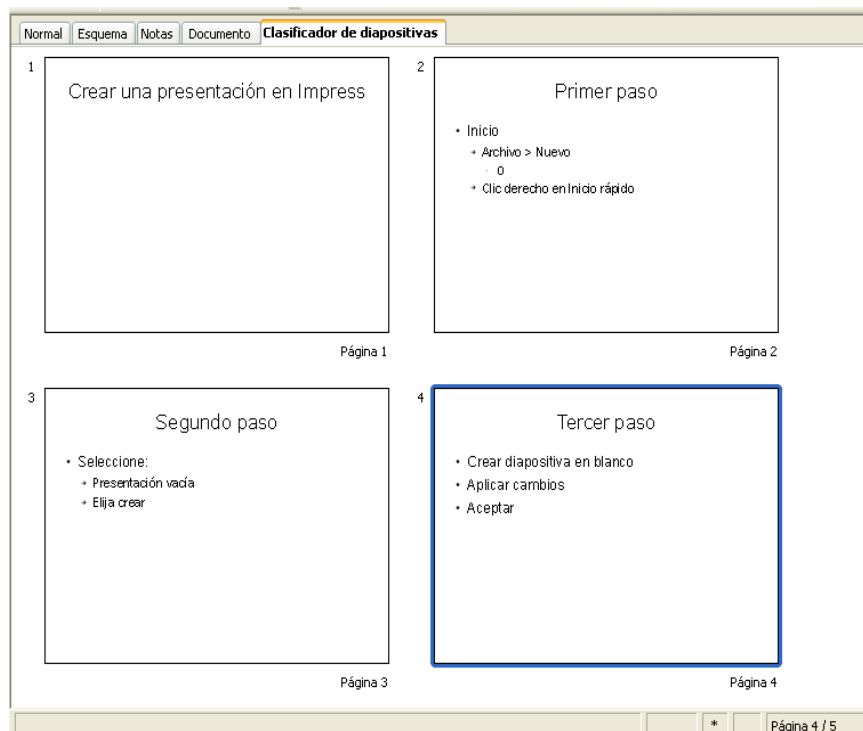 Normal Esquema Notas Documento Clasificador de diapositivas
1
Crear una presentación en Impress
Página 1
2
Primer paso
• Inicio
Archivo > Nuevo
O
Clic derecho en Inicio rápido
Página 2
3
Segundo paso
• Seleccione:
Presentación vacía
Elija crear
Página 3
4
Tercer paso
• Crear diapositiva en blanco
• Aplicar cambios
• Aceptar
Página 4
* Página 4 / 5